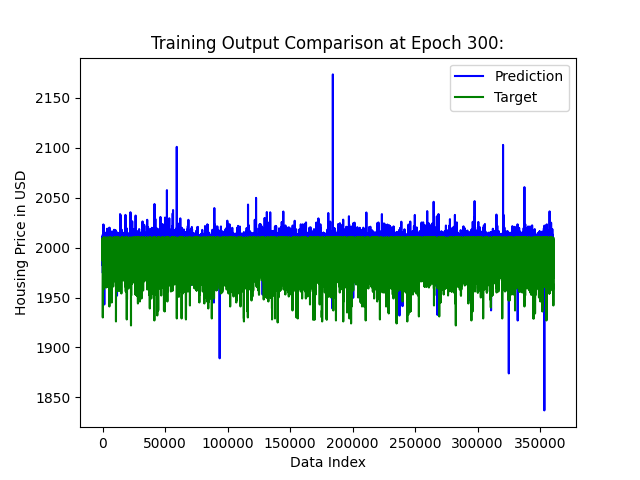 Training Output Comparison at Epoch 300:
Prediction
Target
Housing Price in USD
2150
2100
2050
2000
1950
1900
1850
0 50000 100000 150000 200000 250000 300000 350000
Data Index